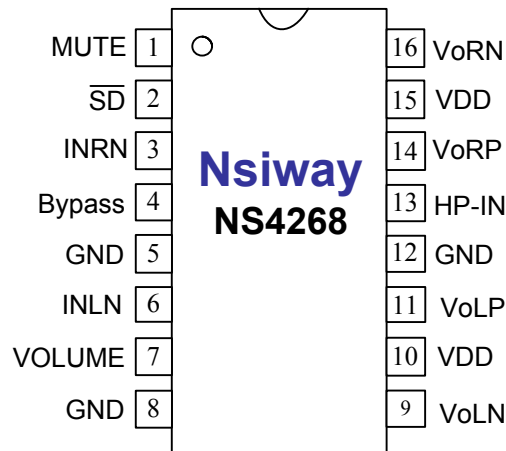 MUTE 1 16 VoRN
SD 2 15 VDD
INRN 3 14 VoRP
Nsiway
Bypass 4 13 HP-IN
NS4268
GND 5 12 GND
INLN 6 11 VoLP
VOLUME 7 10 VDD
GND 8 9 VoLN